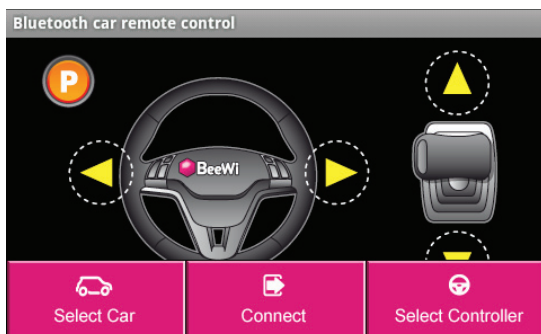 Bluetooth car remote control
P
BeeWi
Select Car
Connect
Select Controller